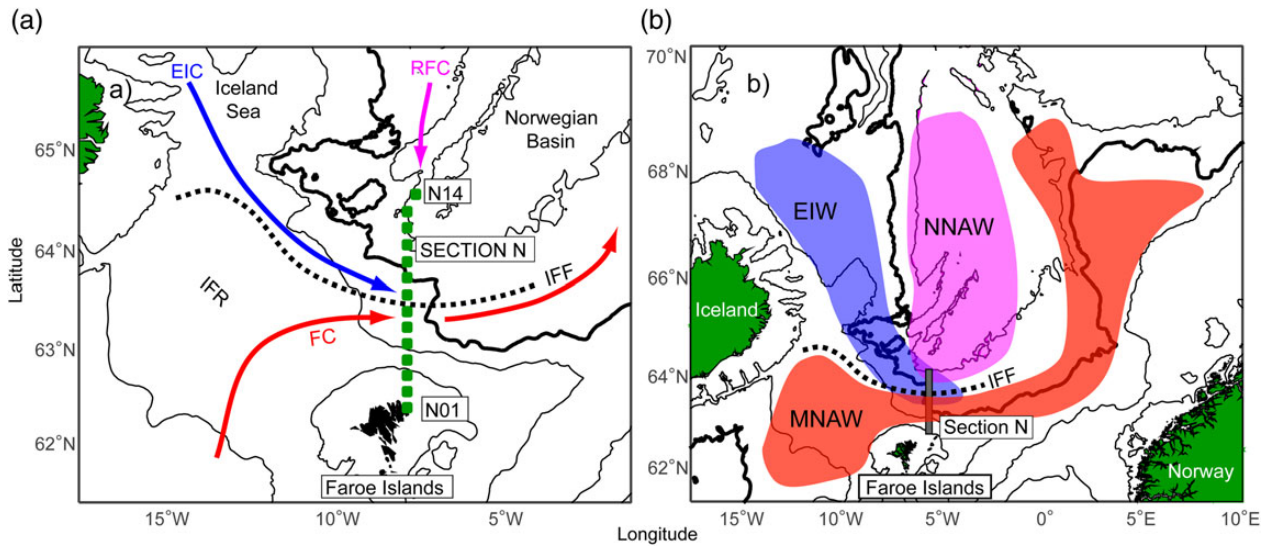 (a)
(b)
a)
EIC
Iceland
Sea
RFC
Norwegian
Basin
N14
SECTION N
IFF
IFR
FC
N01
Faroe Islands
65°N
64°N
63°N
62°N
15°W
10°W
5°W
Latitude
Longitude
b)
EIW
NNAW
Iceland
IFF
MNAW
Section N
Faroe Islands
Norway
70°N
68°N
66°N
64°N
62°N
15°W
10°W
5°W
0°
5°E
10°E